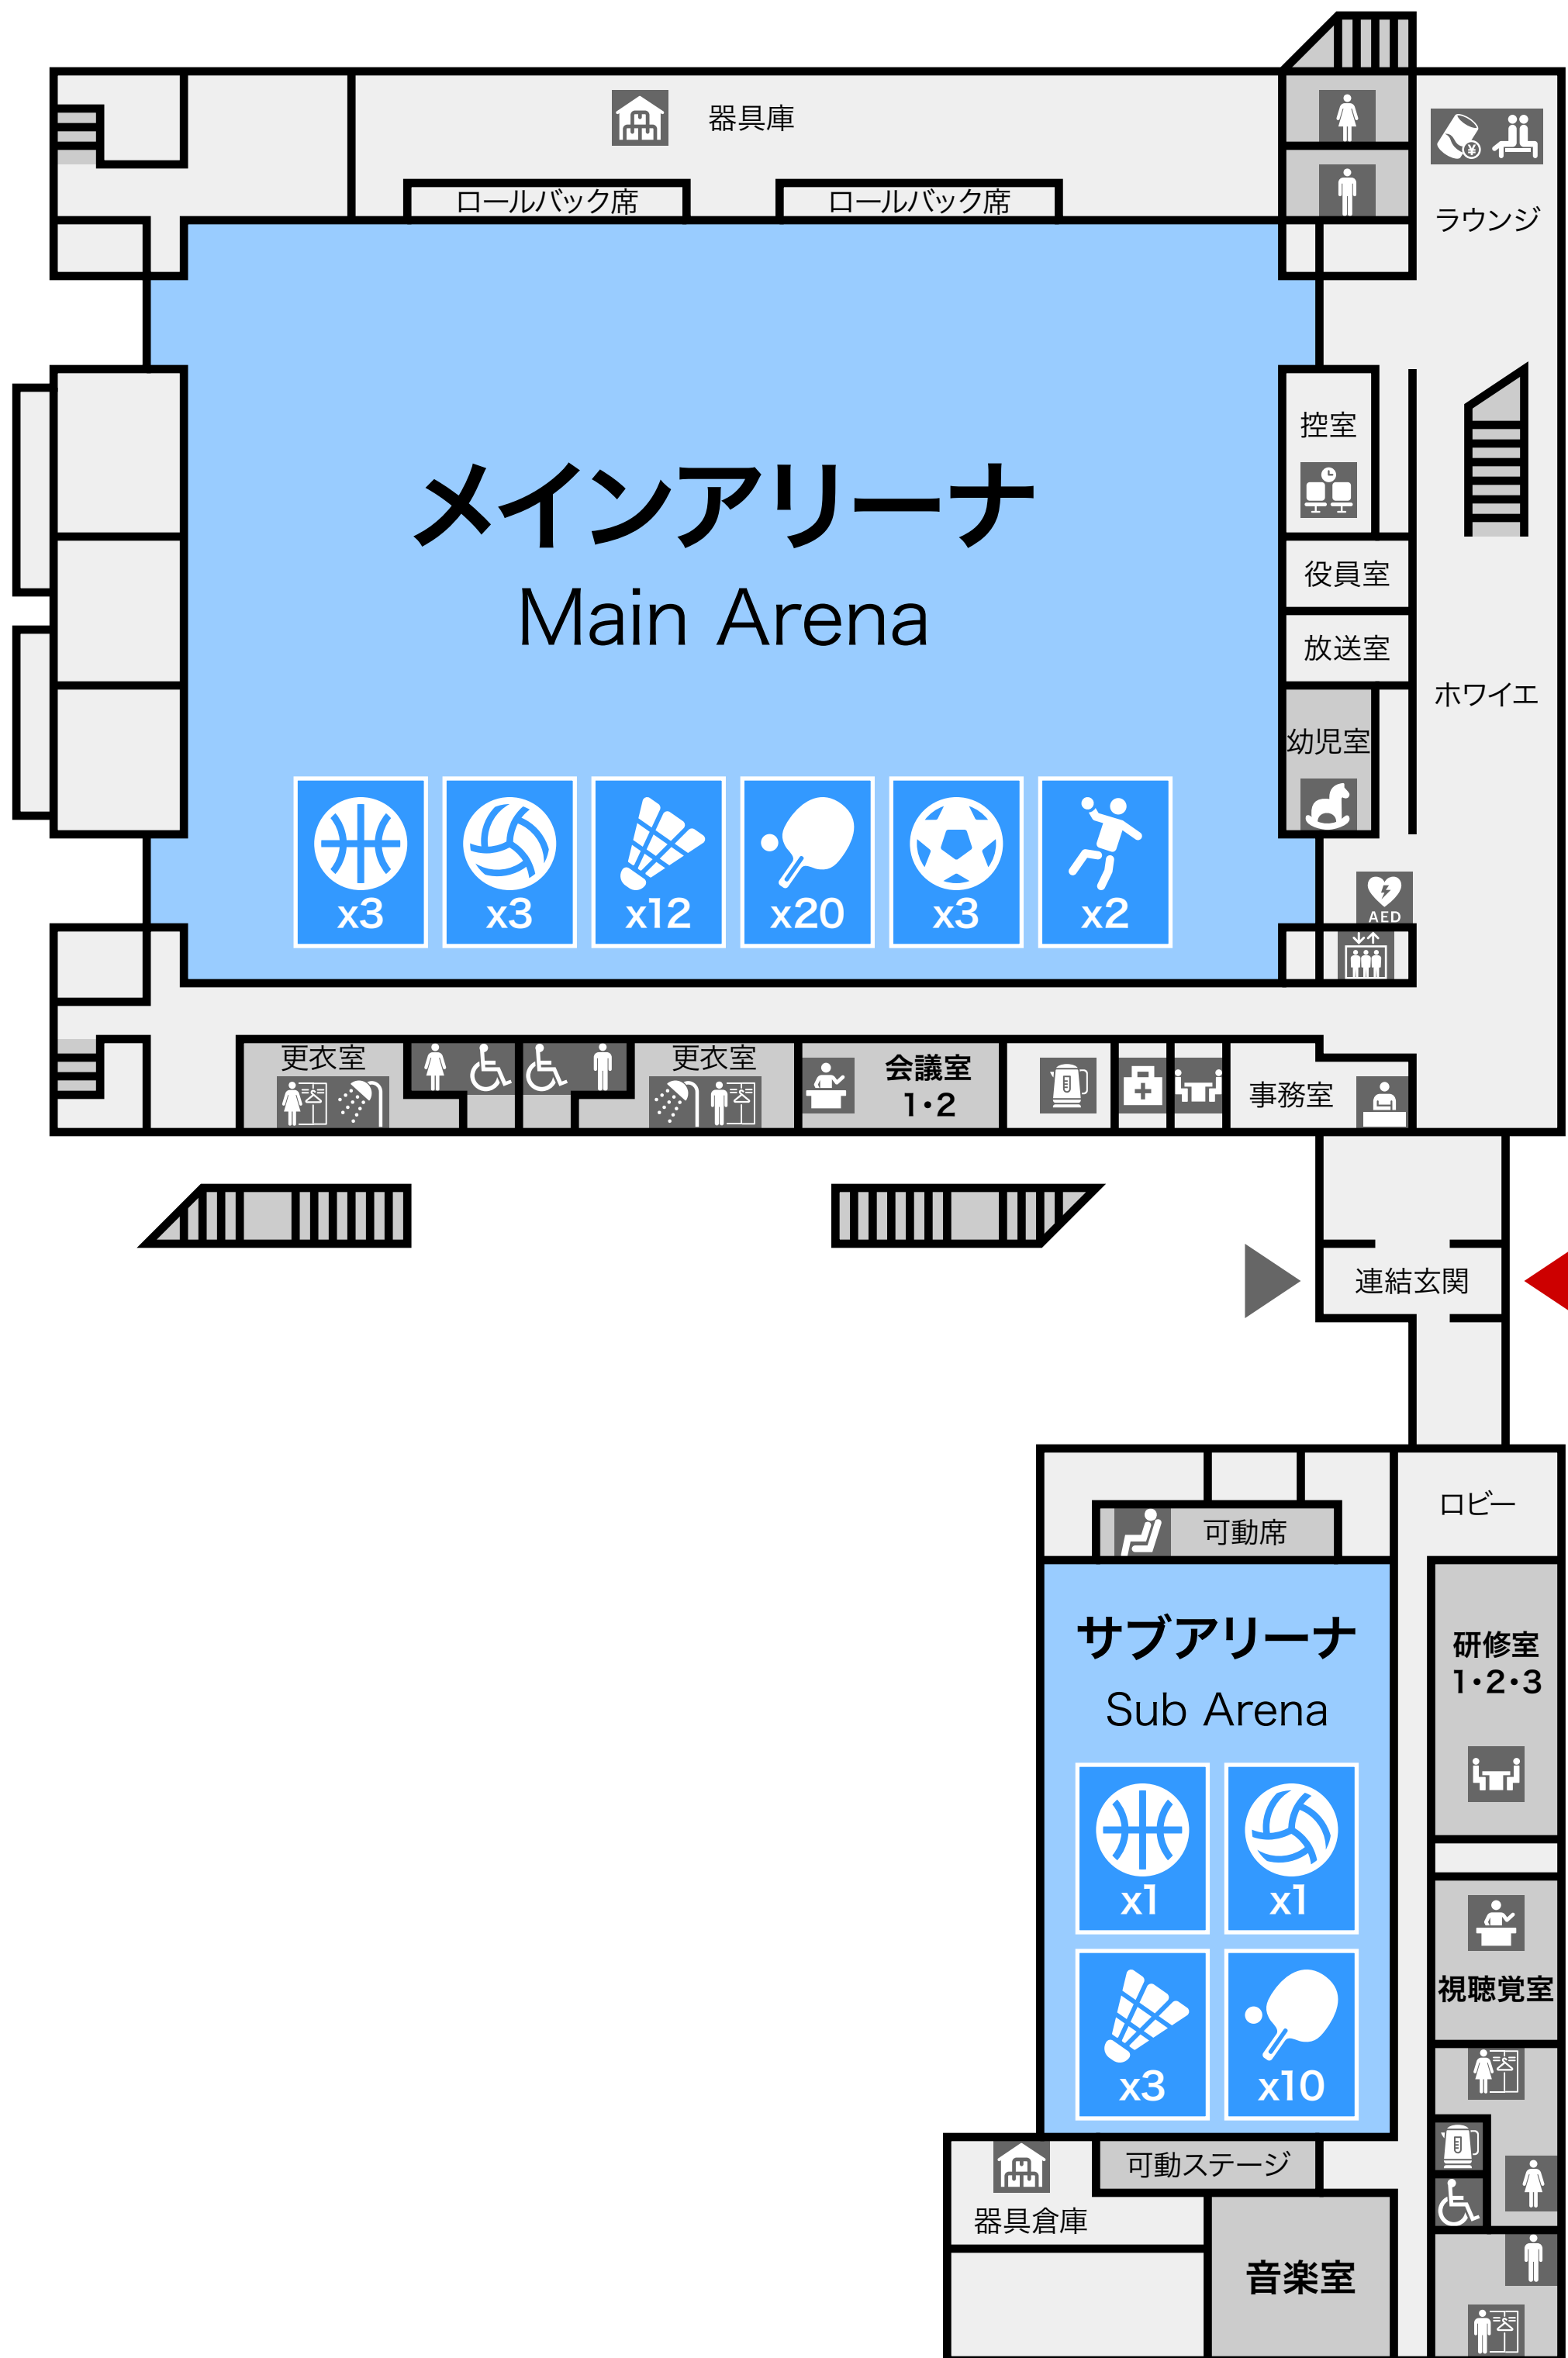 器具庫
ロールバック席
ロールバック席
¥
ラウンジ
控室
メインアリーナ
Main Arena
役員室
放送室
ホワイエ
幼児室
x3
x3
x12
x20
x3
x2
AED
更衣室
更衣室
会議室
1・2
事務室
連結玄関
ロビー
可動席
サブアリーナ
Sub Arena
研修室
1・2・3
x1
x1
視聴覚室
x3
x10
可動ステージ
器具倉庫
音楽室